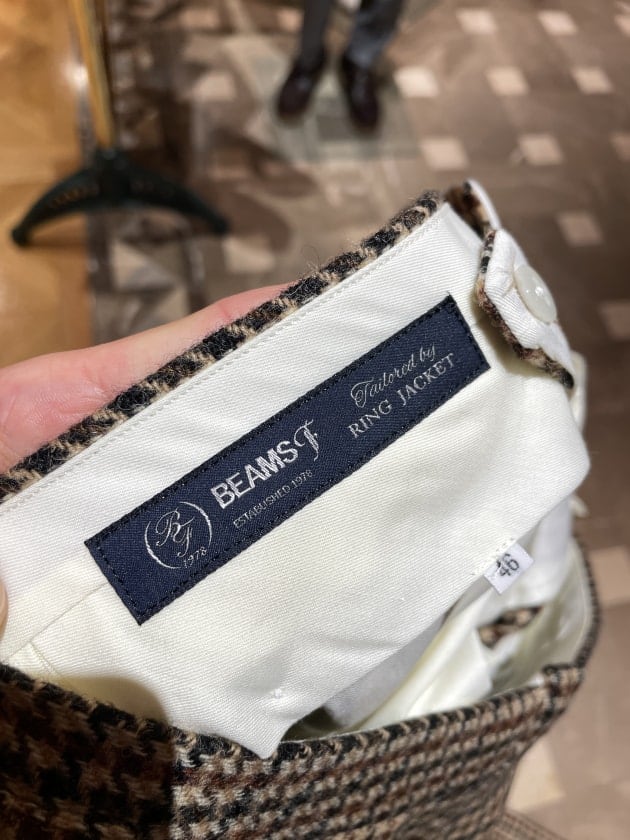 BF
1978
BEAMS F
ESTABLISHED 1978
Tailored by
RING JACKET
46